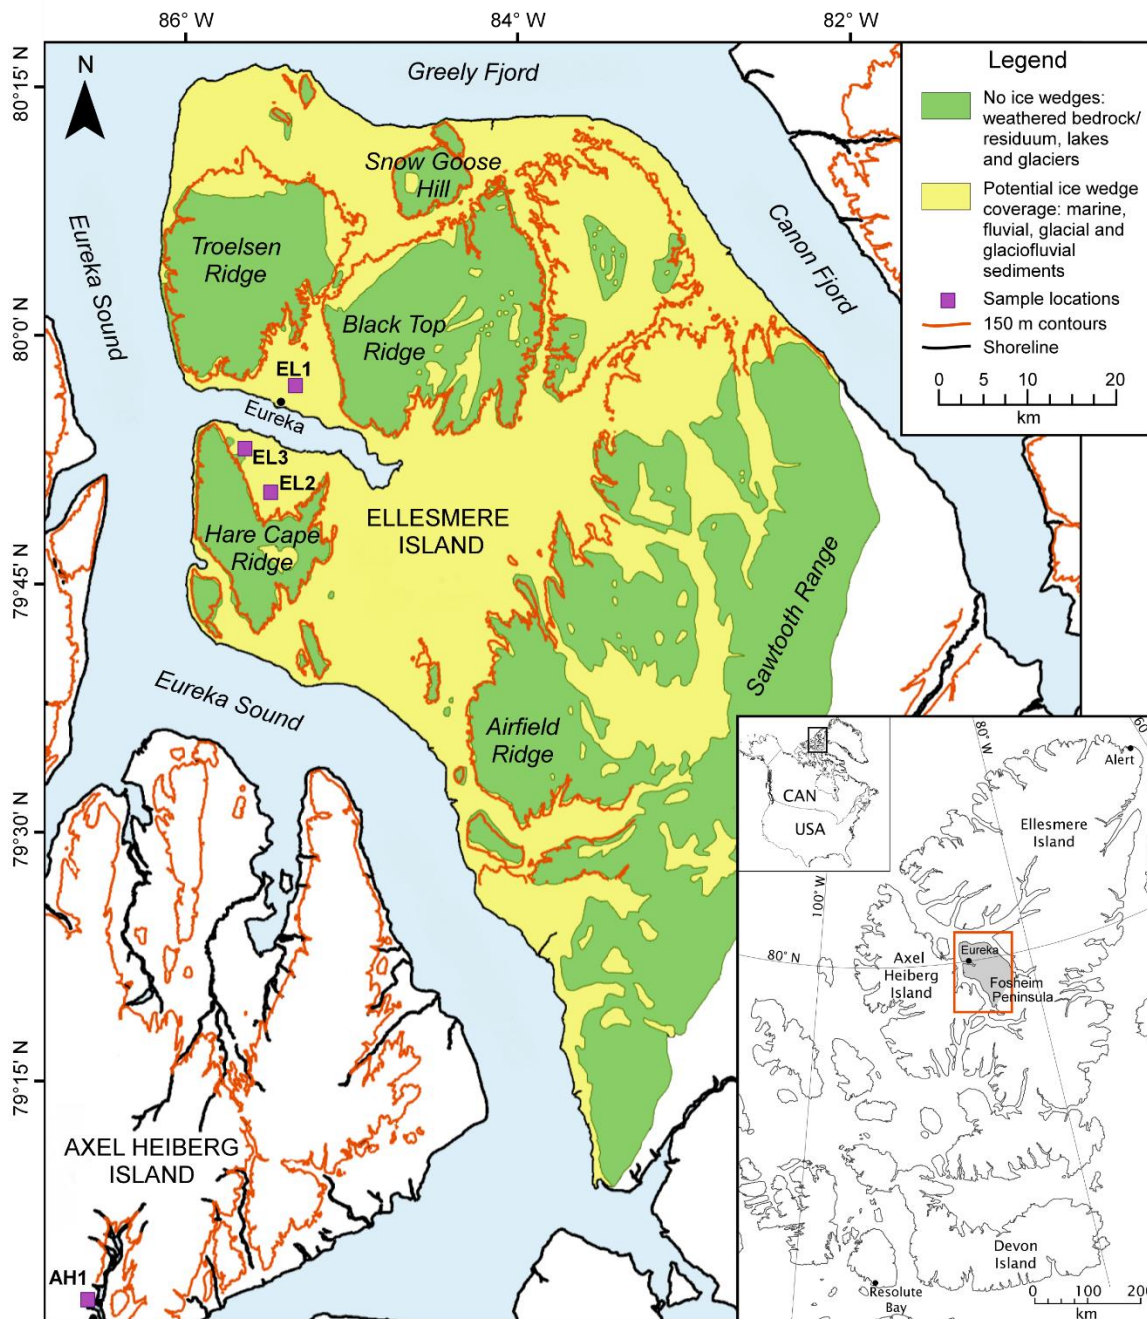 86° W
84° W
82° W
80°15' N
80°0' N
79°45' N
79°30' N
79°15' N
N
Greely Fjord
Snow Goose
Hill
Troelsen
Ridge
Eureka Sound
Canon Fjord
Black Top
Ridge
EL1
Eureka
EL3
EL2
ELLESMERE
ISLAND
Hare Cape
Ridge
Sawtooth Range
Eureka Sound
Airfield
Ridge
AXEL HEIBERG
ISLAND
AH1
Legend
No ice wedges:
weathered bedrock/
residuum, lakes
and glaciers
Potential ice wedge
coverage: marine,
fluvial, glacial and
glaciofluvial
sediments
Sample locations
150 m contours
Shoreline
0 5 10 20
km
CAN
USA
80° W
60
Alert
Ellesmere
Island
100° W
80° N
Axel
Heiberg
Island
Eureka
Fosheim
Peninsula
Devon
Island
Resolute
Bay
0 100 200
km